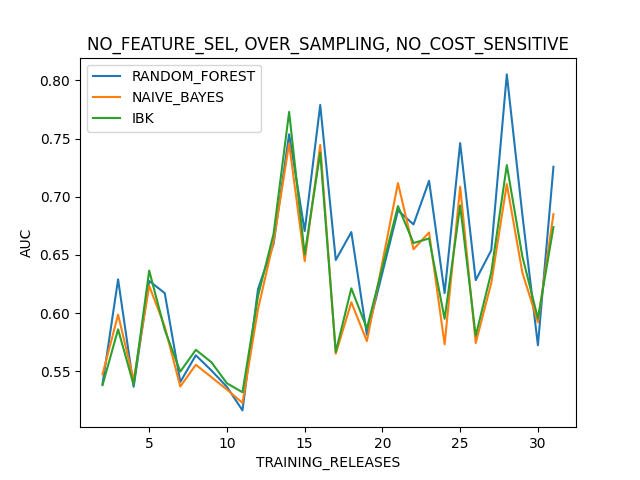 NO_FEATURE_SEL, OVER_SAMPLING, NO_COST_SENSITIVE
RANDOM_FOREST
NAIVE_BAYES
IBK
0.80
0.75
0.70
0.65
0.60
0.55
AUC
5 10 15 20 25 30
TRAINING_RELEASES